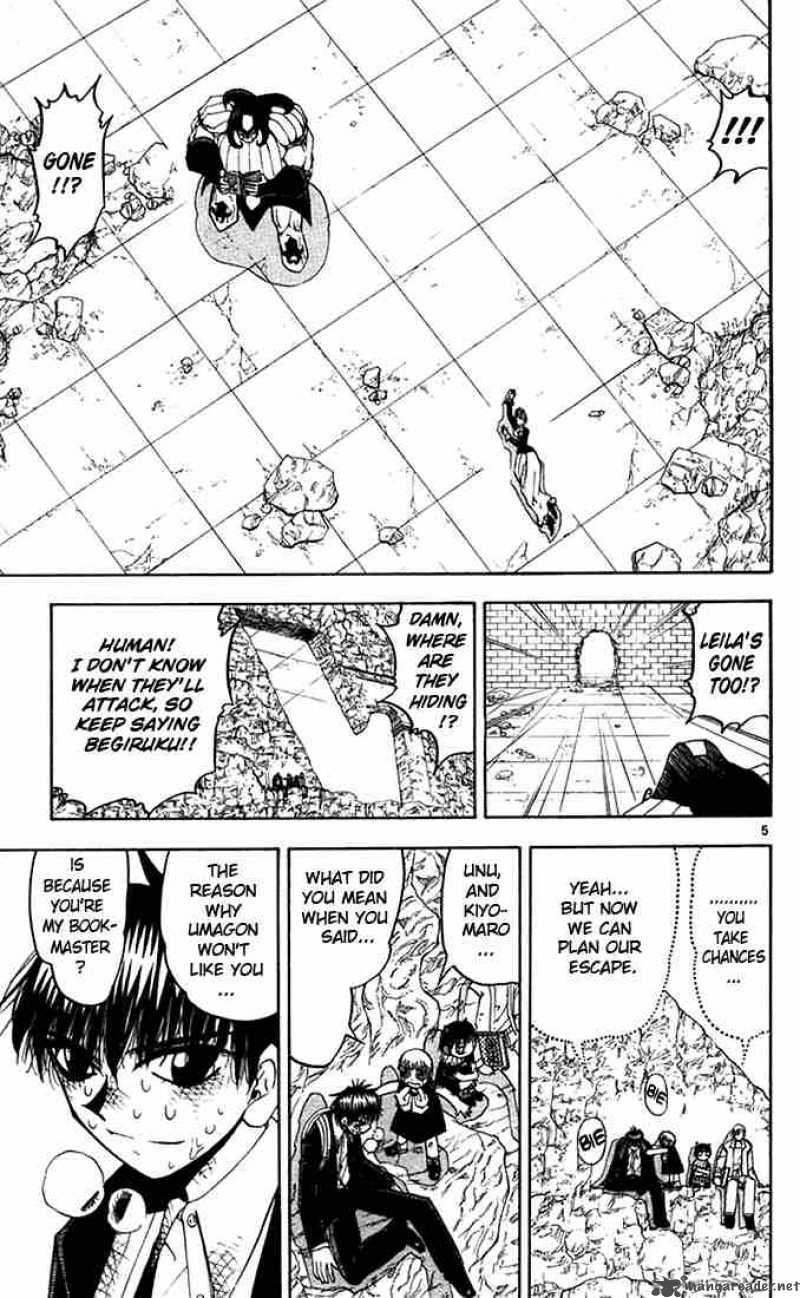 !!!
GONE
!!?
LEILA'S
GONE
TOO!?
DAMN,
WHERE
ARE
THEY
HIDING
!?
HUMAN!
I DON'T KNOW
WHEN THEY'LL
ATTACK, SO
KEEP SAYING
BEGIRUKU!!
5
..........
YOU
TAKE
CHANCES
...
YEAH...
BUT NOW
WE CAN
PLAN OUR
ESCAPE.
BIE
BIE
UNU,
AND
KIYO-
MARO
...
WHAT DID
YOU MEAN
WHEN YOU
SAID...
THE
REASON
WHY
UMAGON
WON'T
LIKE YOU
...
IS
BECAUSE
YOU'RE
MY BOOK-
MASTER
?
mangareader.net